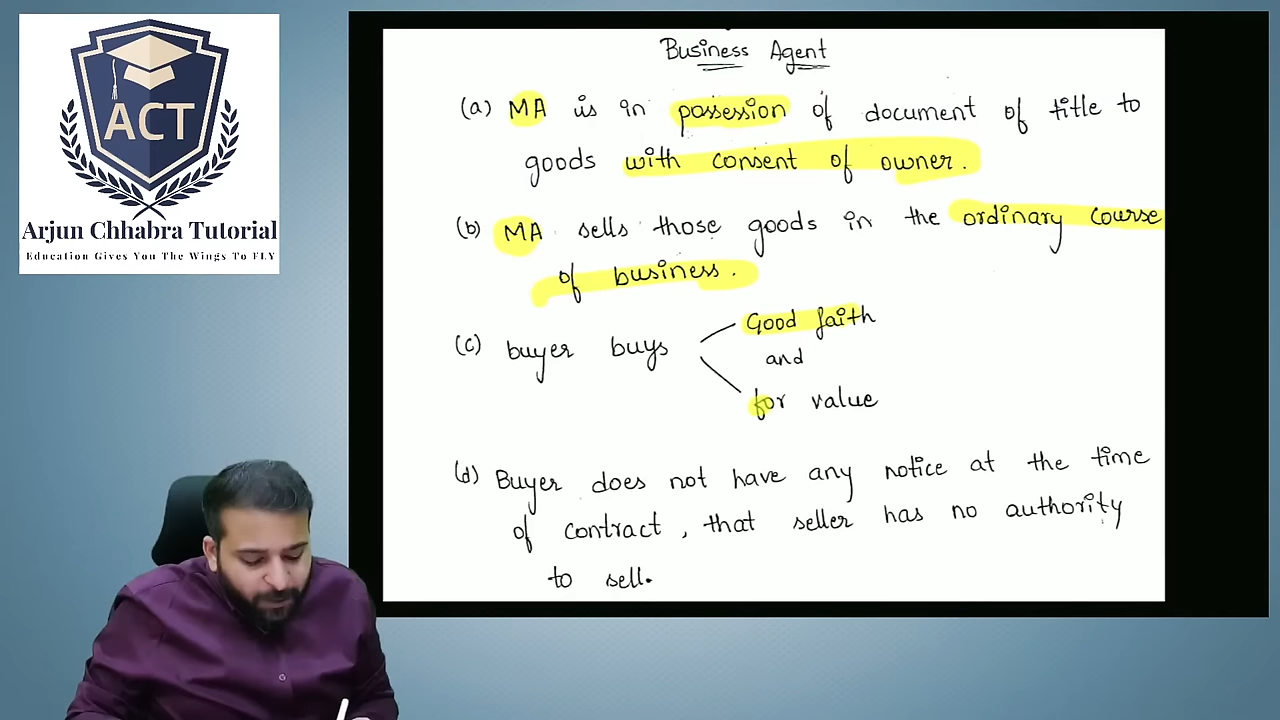 ACT
Arjun Chhabra Tutorial
Education Gives You The Wings To FLY
Business Agent
(a) MA is in possession of document of title to
goods with consent of owner.
(b) MA sells those goods in the ordinary course
of business.
(c) buyer buys
Good faith
and
for value
(d) Buyer does not have any notice at the time
of contract, that seller has no authority
to sell.